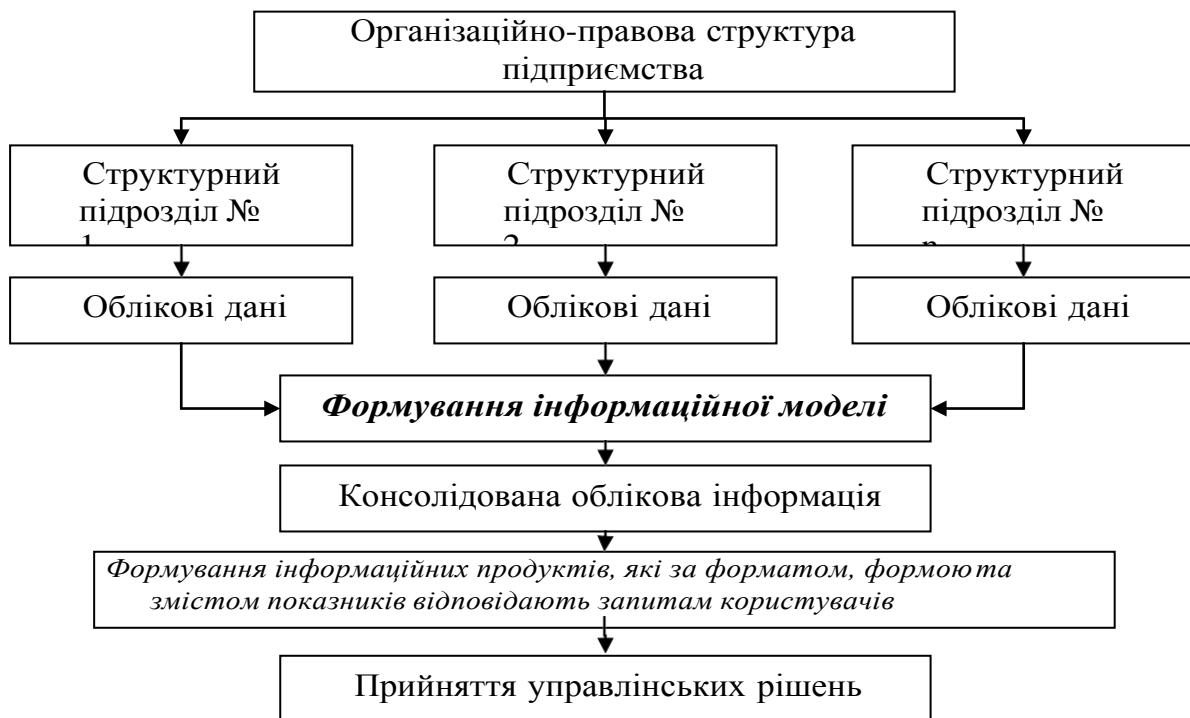 Організаційно-правова структура
підприємства
Структурний
підрозділ №
1
Структурний
підрозділ №
2
Структурний
підрозділ №
n
Облікові дані
Облікові дані
Облікові дані
Формування інформаційної моделі
Консолідована облікова інформація
Формування інформаційних продуктів, які за форматом, формою та
змістом показників відповідають запитам користувачів
Прийняття управлінських рішень